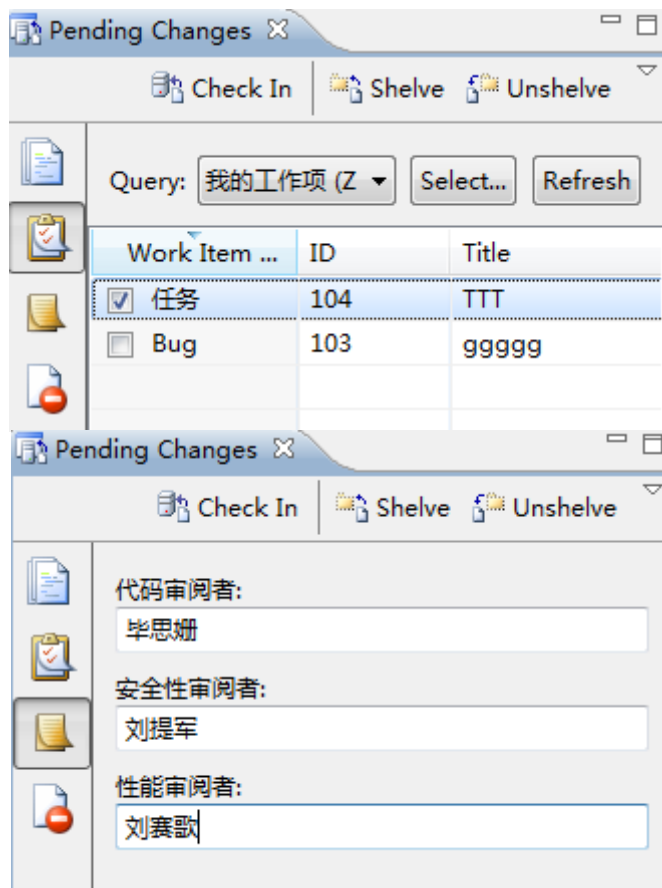 Pending Changes
Check In Shelve Unshelve
Query: 我的工作项 (Z Select... Refresh
Work Item ... ID Title
任务 104 TTT
Bug 103 ggggg
Pending Changes
Check In Shelve Unshelve
代码审阅者:
毕思姗
安全性审阅者:
刘提军
性能审阅者:
刘赛歌